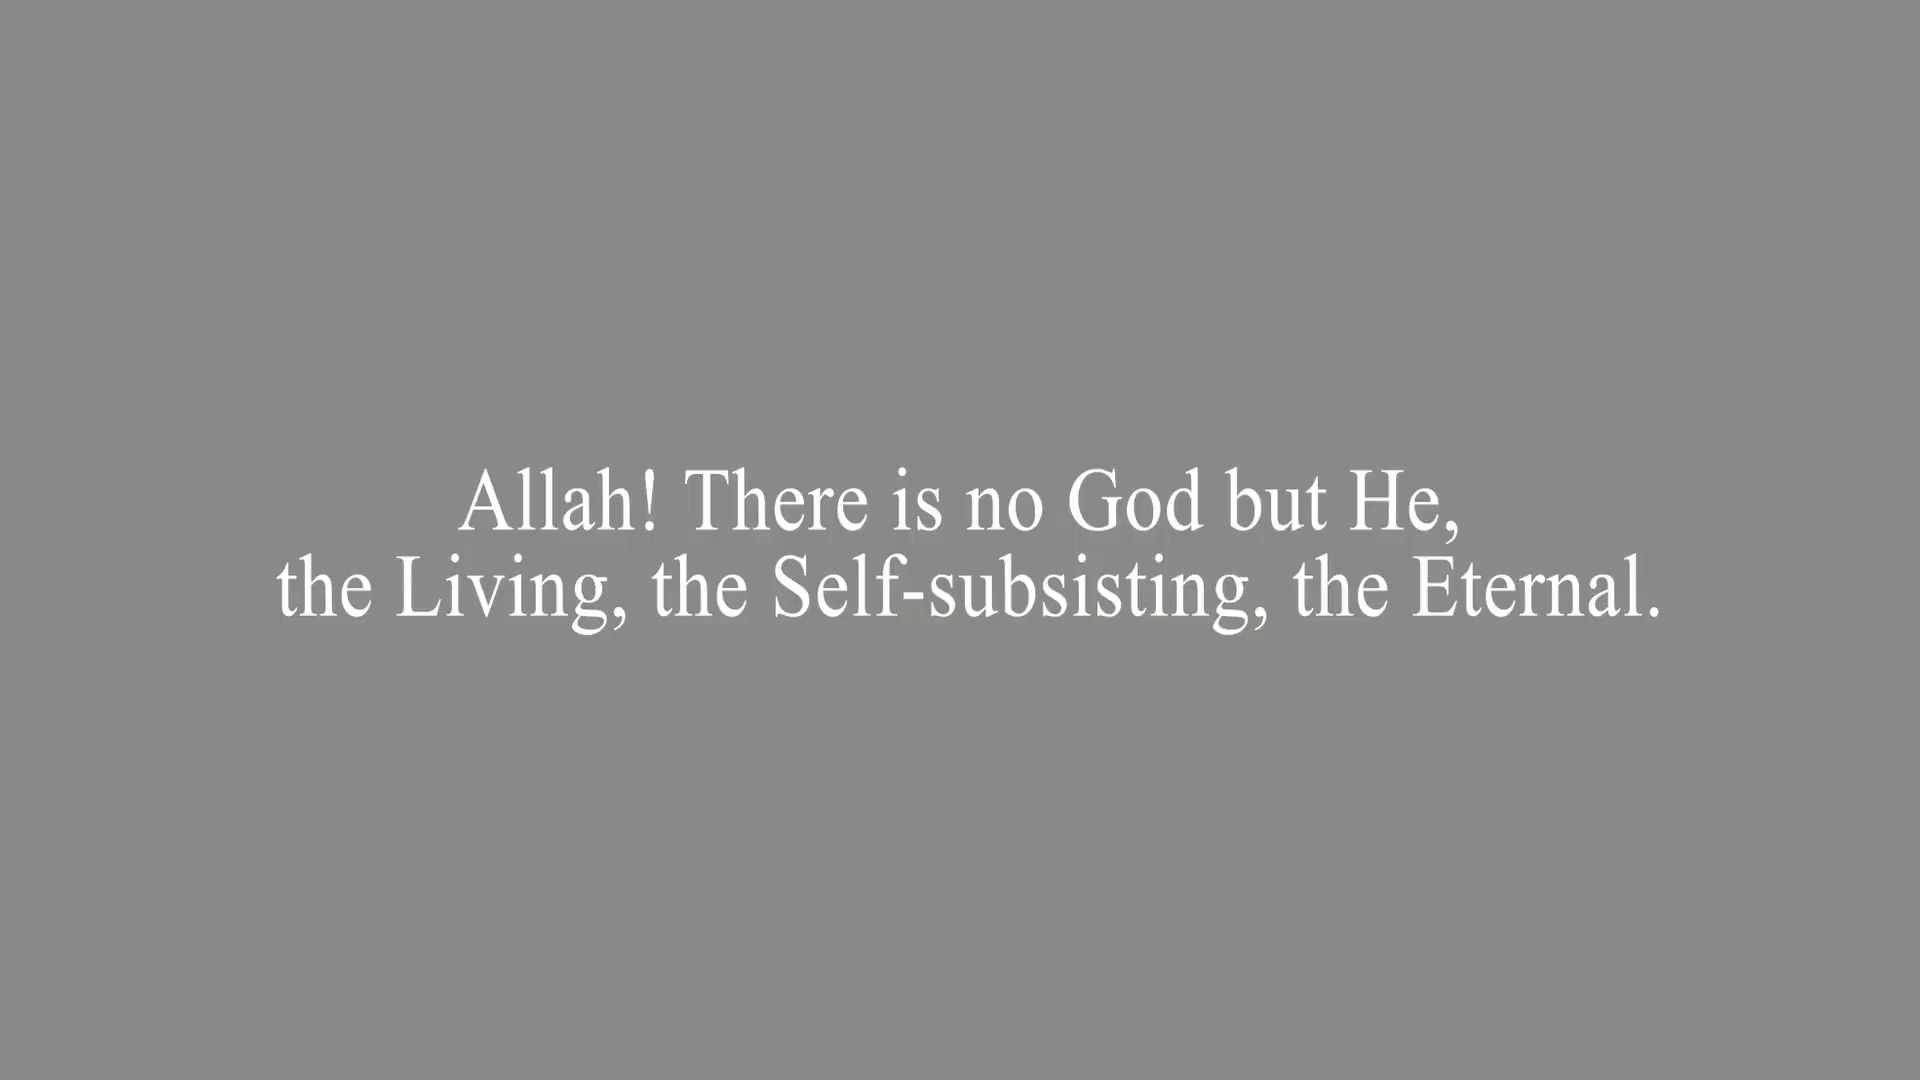 Allah! There is no God but He,
the Living, the Self-subsisting, the Eternal.